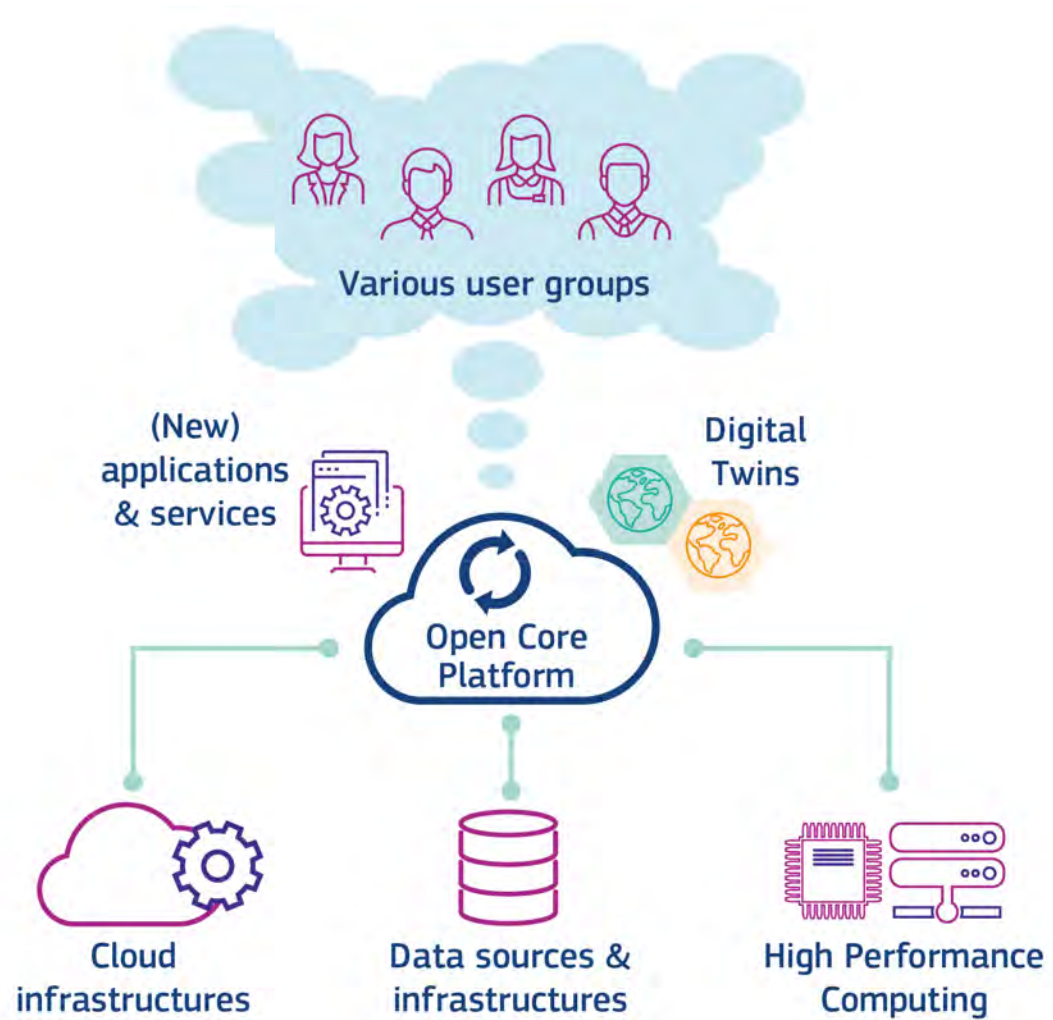 Various user groups
(New)
applications
& services
Digital
Twins
Open Core
Platform
Cloud
infrastructures
Data sources &
infrastructures
High Performance
Computing